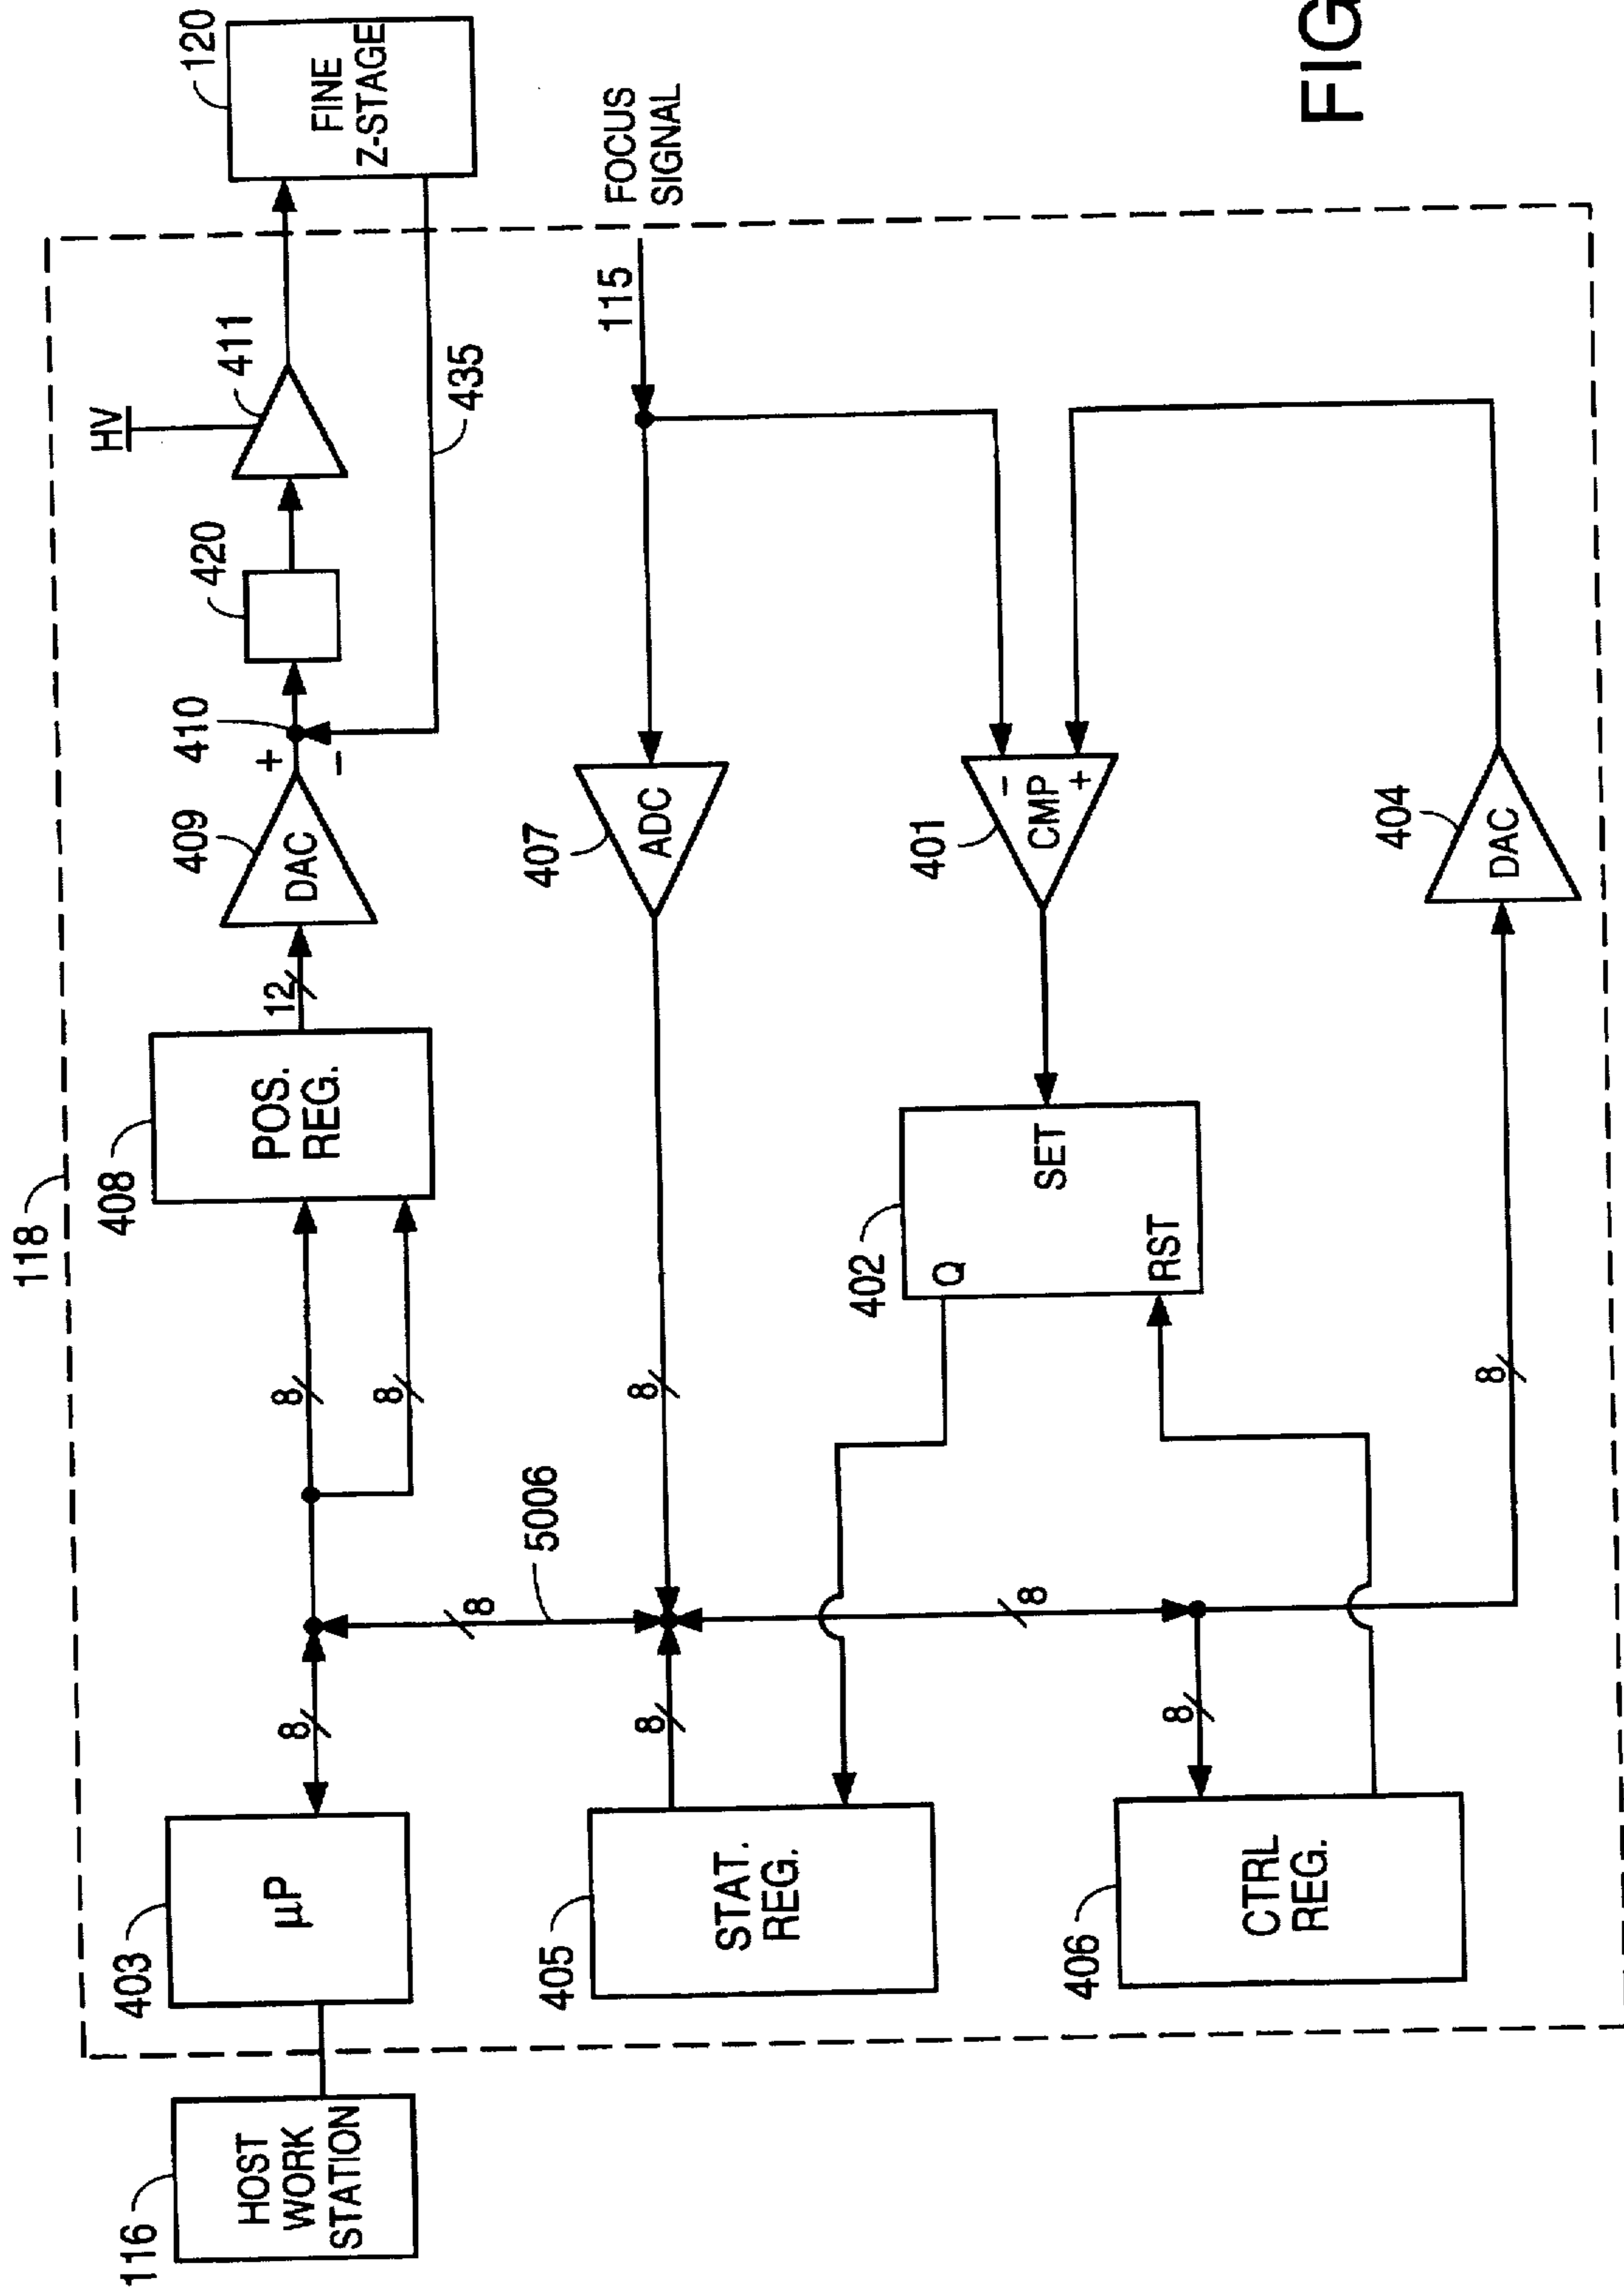 118
116
HOST
WORK
STATION
403
µP
8
8
8
408
POS.
REG.
12
409
DAC
+
−
410
420
HV
411
435
120
FINE
Z-STAGE
5006
8
405
STAT.
REG.
8
8
407
ADC
115
FOCUS
SIGNAL
402
Q
SET
RST
401
−
CMP
+
8
406
CTRL
REG.
8
8
404
DAC
FIG